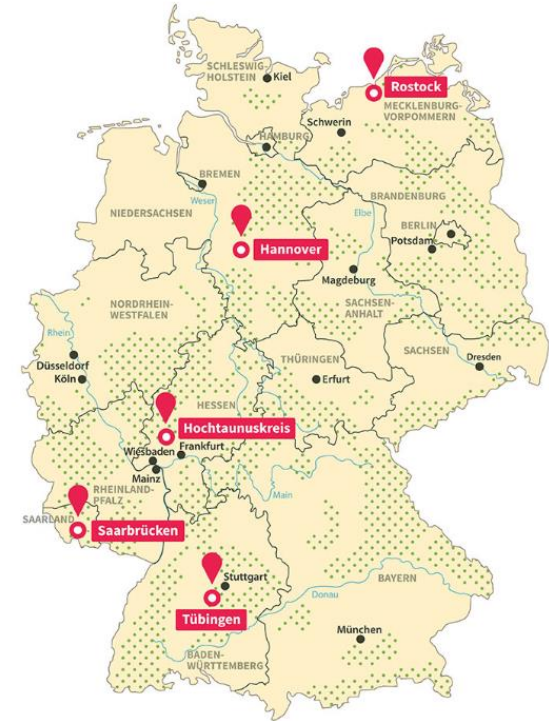 SCHLESWIG
HOLSTEIN
Kiel
Rostock
MECKLENBURG-
VORPOMMERN
Schwerin
HAMBURG
BREMEN
Weser
NIEDERSACHSEN
BRANDENBURG
Elbe
BERLIN
Potsdam
Hannover
Magdeburg
SACHSEN-
ANHALT
NORDRHEIN-
WESTFALEN
Rhein
Düsseldorf
Köln
THÜRINGEN
Erfurt
SACHSEN
Dresden
HESSEN
Hochtaunuskreis
Wiesbaden
Frankfurt
Mainz
RHEINLAND-
PFALZ
Main
SAARLAND
Saarbrücken
Stuttgart
Tübingen
BAYERN
Donau
München
BADEN-
WÜRTTEMBERG